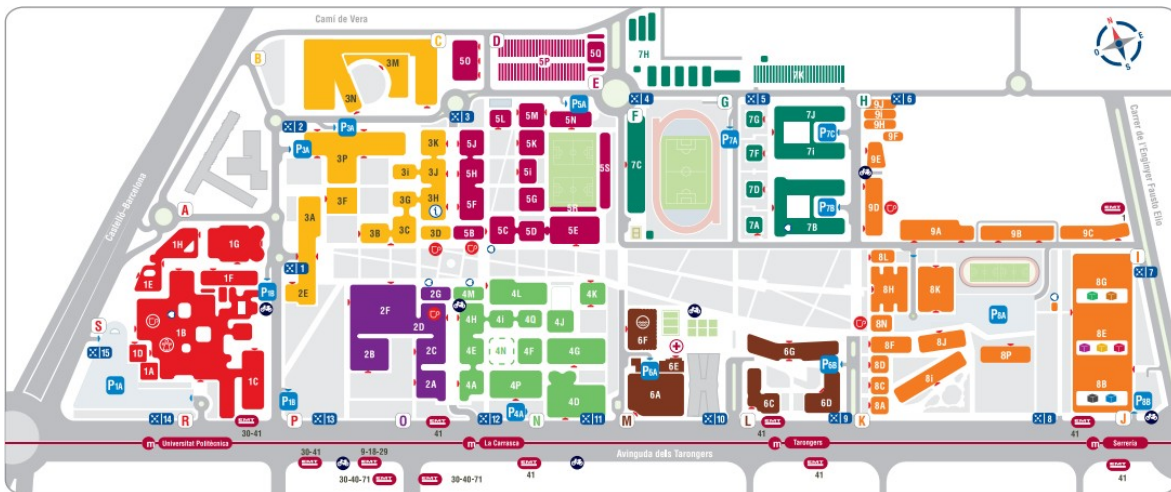 Camí de Vera
N
E
S
O
B
C
D
E
3M
3N
5O
5P
5Q
7H
7K
2
P3A
P3A
3
P5A
4
F
G
5
H
6
3P
3K
3i
3J
3F
3G
3H
3A
3B
3C
3D
5L
5M
5N
5J
5K
5H
5i
5S
5F
5G
5R
5B
5C
5D
5E
7C
P7A
7G
7F
7D
7A
7J
P7C
7i
P7B
7B
9J
9i
9H
9F
9E
9D
9A
9B
9C
EMT
1
Carrer de l'Enginyer Fausto Elio
Castelló-Barcelona
A
1H
1G
1E
1F
1
P1B
2E
S
15
1B
1D
1A
1C
P1A
14
R
EMT
30-41
P1B
P
13
2F
2G
2D
2B
2C
2A
O
EMT
41
4M
4L
4K
4H
4i
4Q
4J
4E
4N
4F
4G
4A
4P
4D
12
P4A
N
11
6F
P6A
6E
6A
M
10
6G
P6B
6C
6D
L
9
K
8L
8H
8K
8N
8F
8J
8D
8C
8i
8A
8P
P8A
8
I
7
8G
8E
8B
P8B
J
m Universitat Politècnica
m La Carrasca
41
EMT
m Tarongers
41
EMT
m Serreria
Avinguda dels Tarongers
30-41
EMT
9-18-29
EMT
30-40-71
EMT
EMT
30-40-71
EMT
41
EMT
41
EMT
41